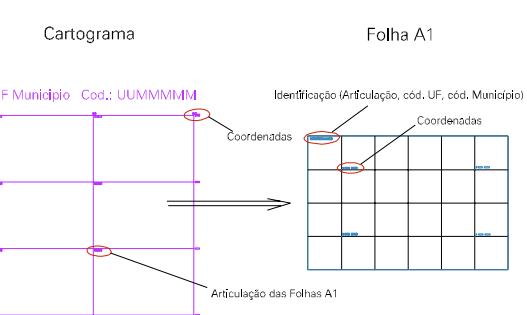 Cartograma
Folha A1
F Município Cod.: UUMMMMM
Identificação (Articulação, cód. UF, cód. Município)
Coordenadas
Coordenadas
Articulação das Folhas A1